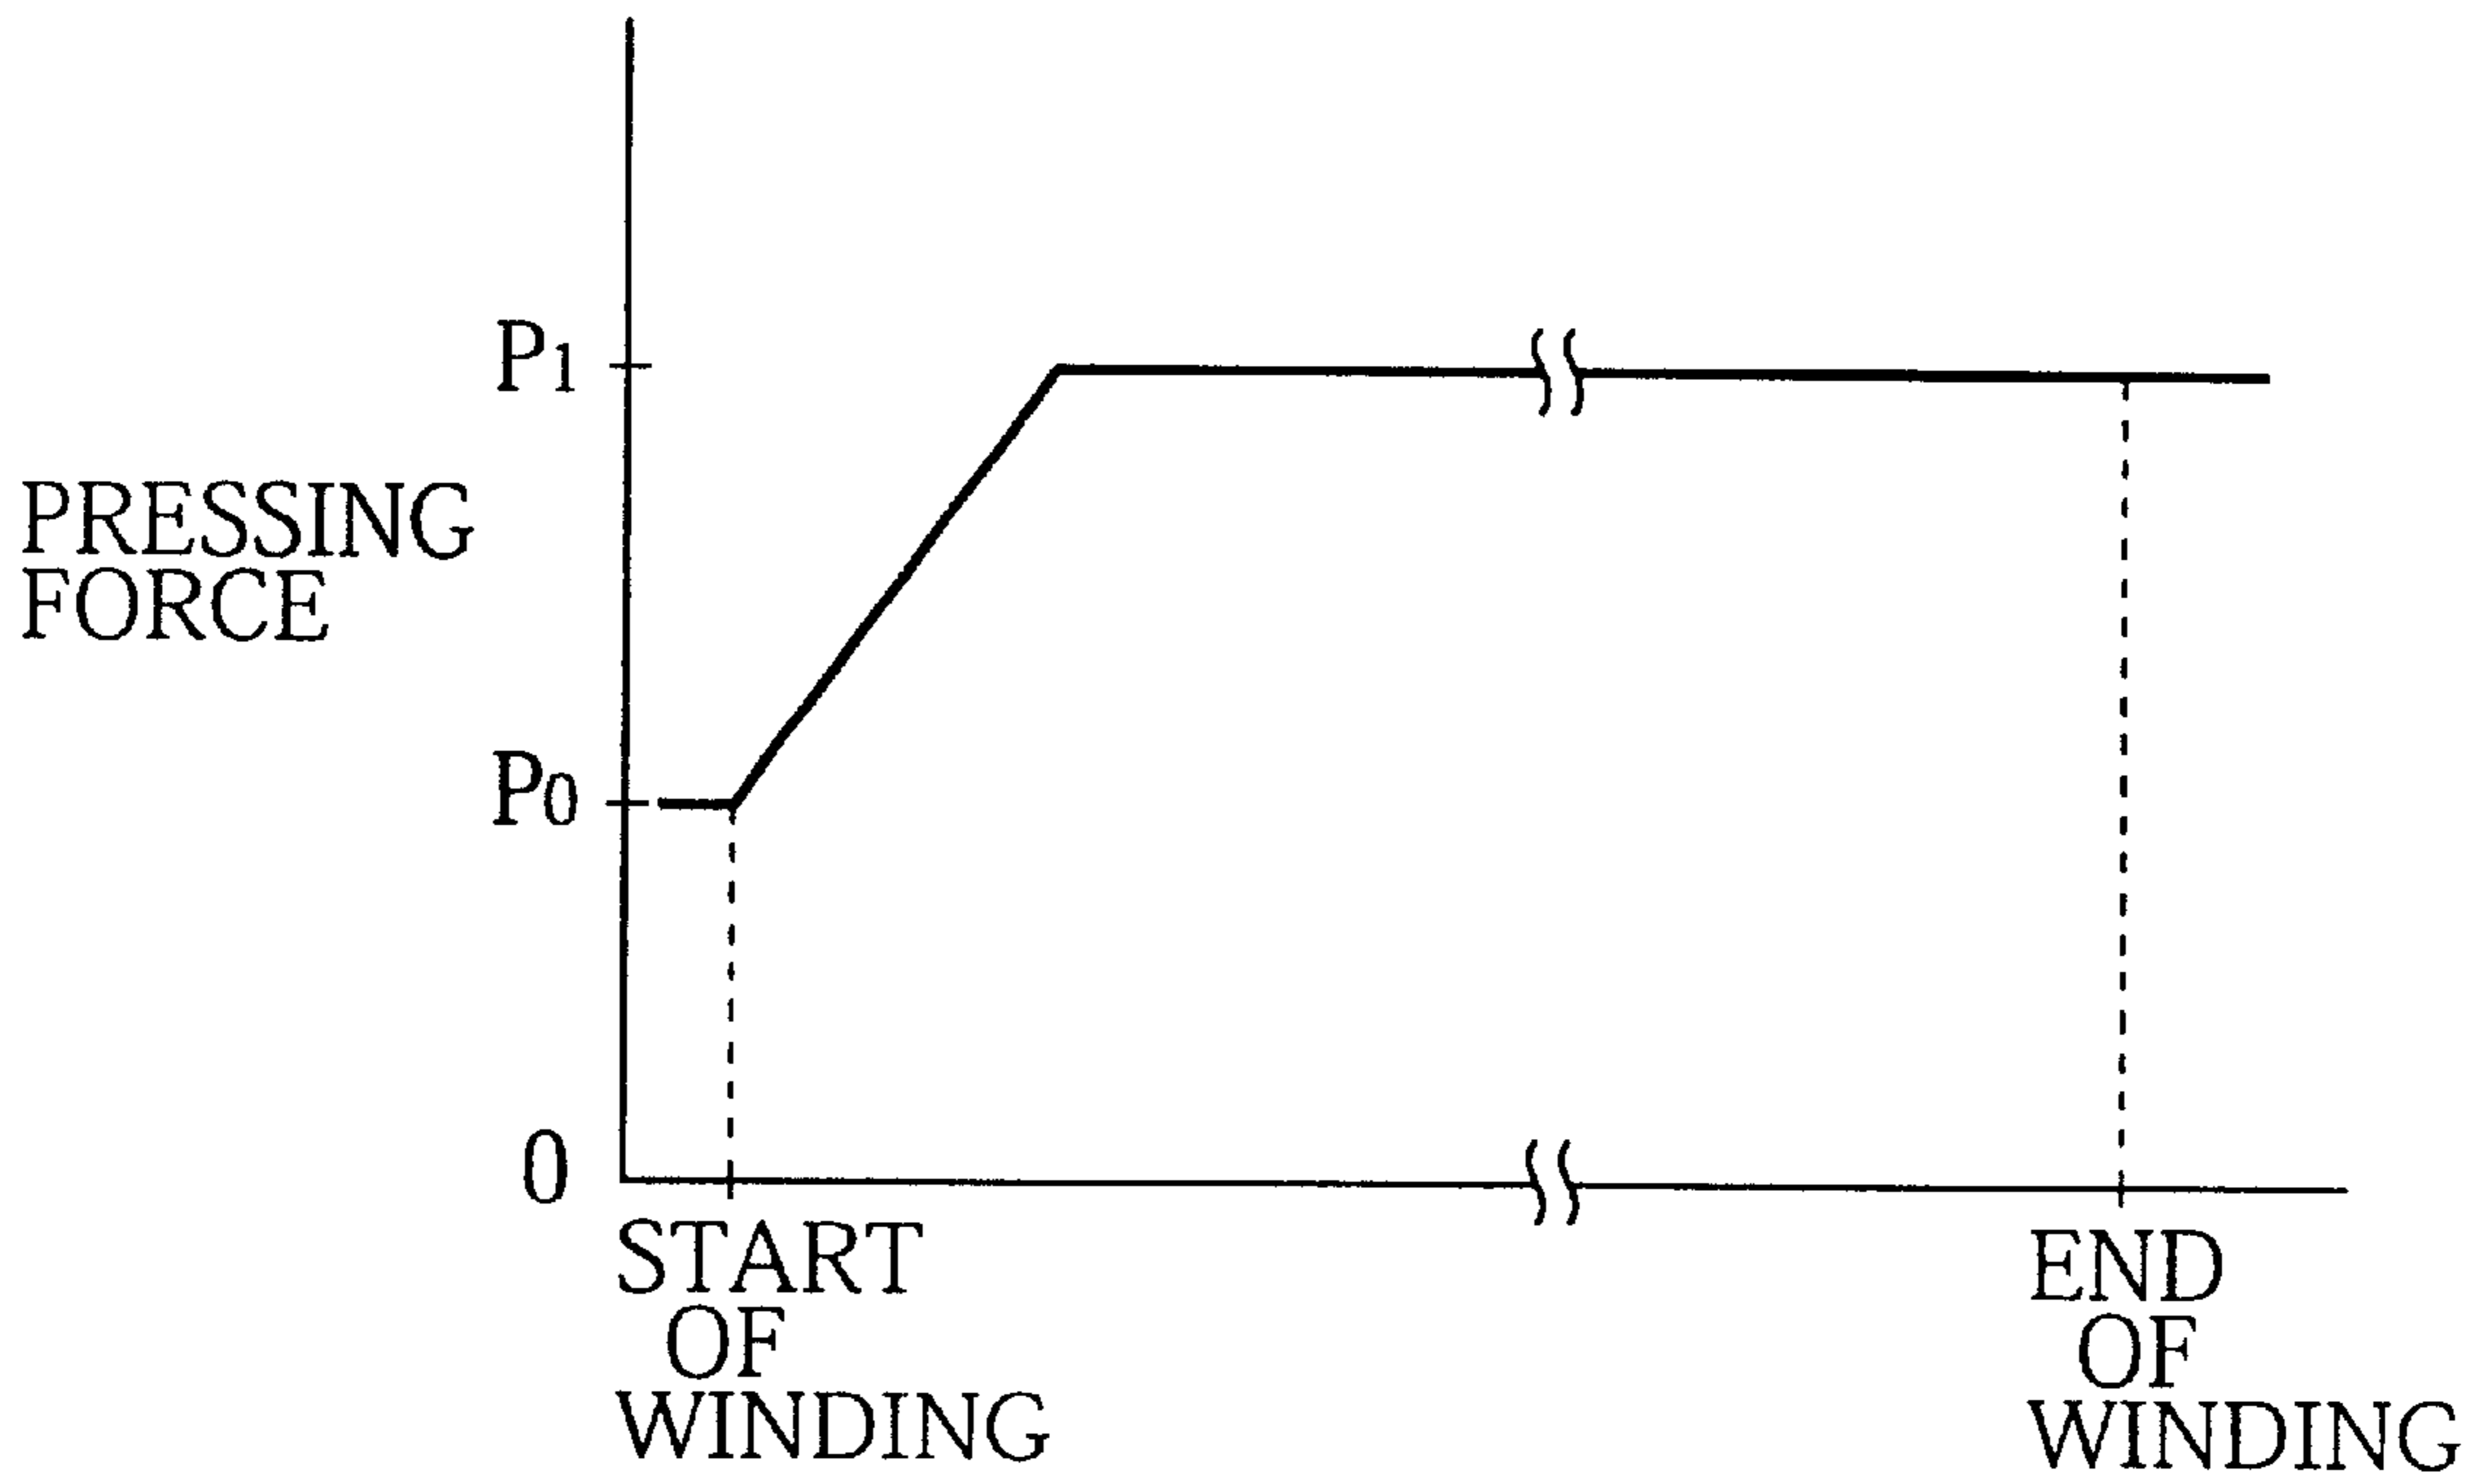 P1
PRESSING
FORCE
P0
0
START
OF
WINDING
END
OF
WINDING